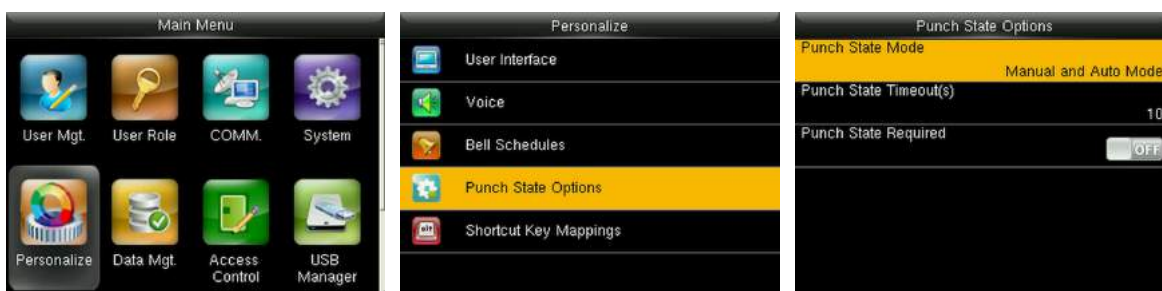 Main Menu
User Mgt.
User Role
COMM.
System
Personalize
Data Mgt.
Access
Control
USB
Manager
Personalize
User Interface
Voice
Bell Schedules
Punch State Options
Shortcut Key Mappings
Punch State Options
Punch State Mode
Manual and Auto Mode
Punch State Timeout(s)
10
Punch State Required
OFF